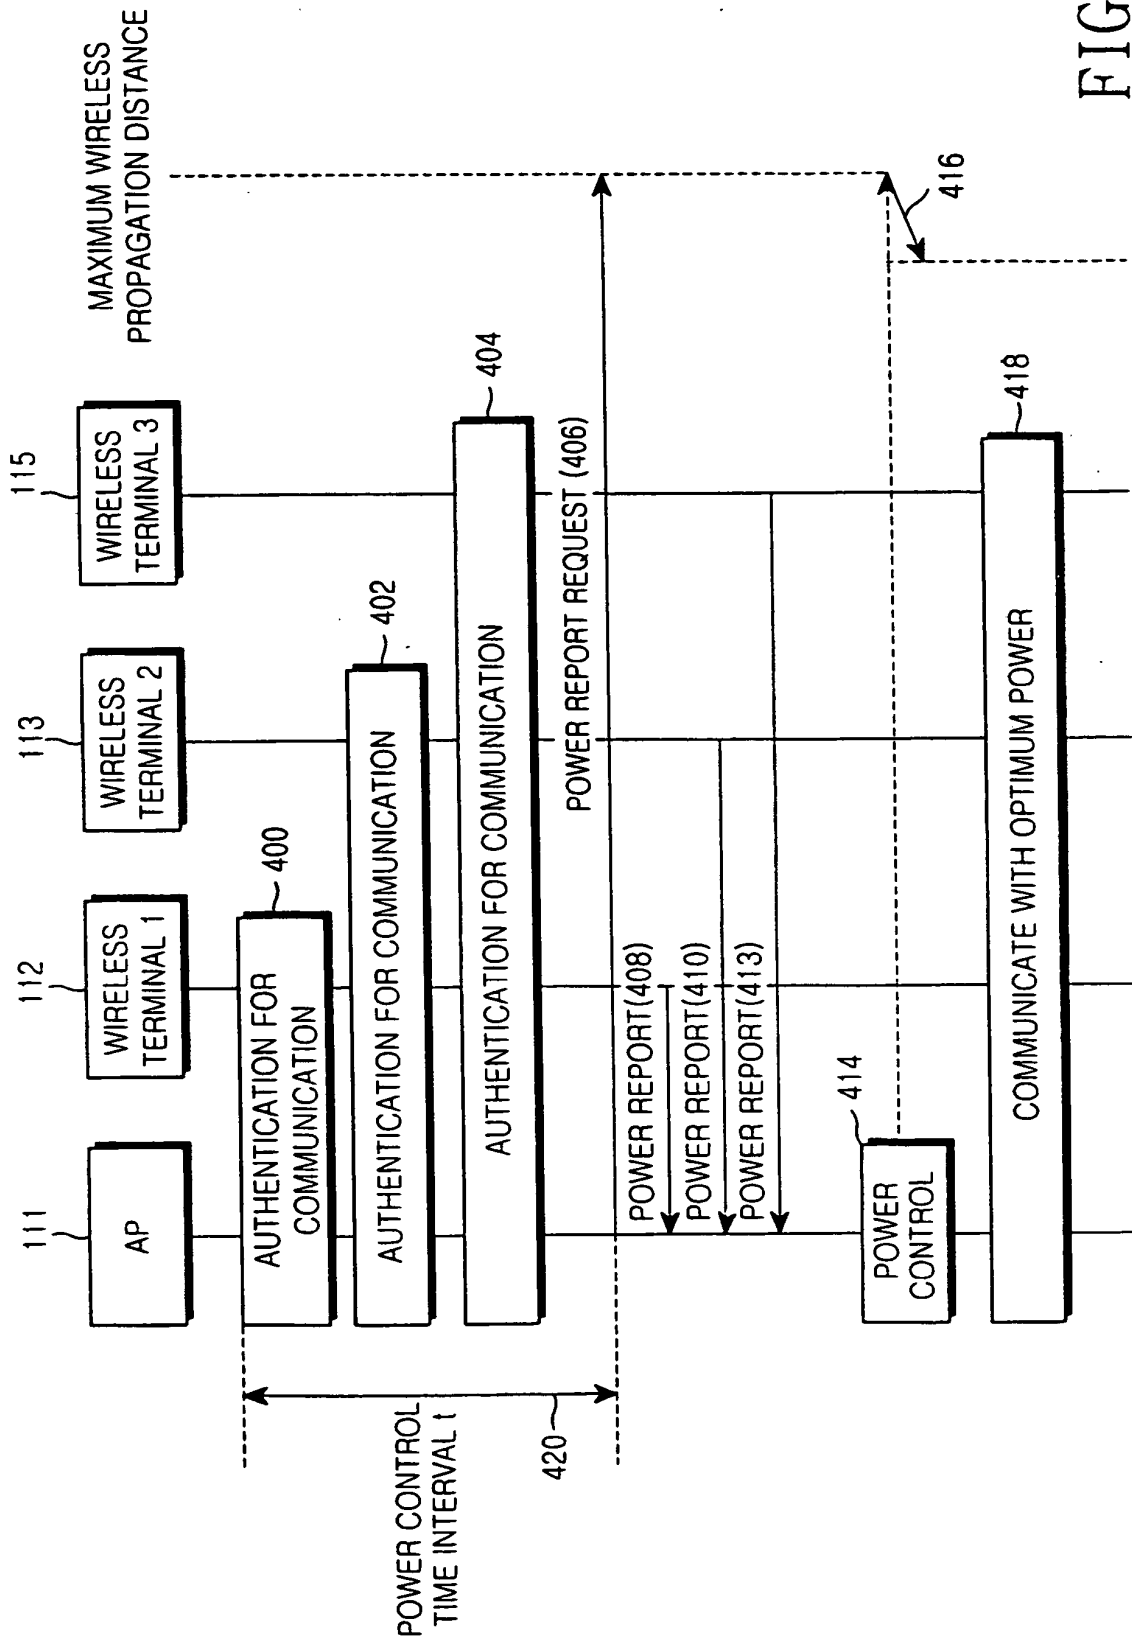 111
112
113
115
AP
WIRELESS
TERMINAL 1
WIRELESS
TERMINAL 2
WIRELESS
TERMINAL 3
MAXIMUM WIRELESS
PROPAGATION DISTANCE
AUTHENTICATION FOR
COMMUNICATION
400
AUTHENTICATION FOR COMMUNICATION
402
AUTHENTICATION FOR COMMUNICATION
404
POWER CONTROL
TIME INTERVAL t
420
POWER REPORT REQUEST (406)
POWER REPORT(408)
POWER REPORT(410)
POWER REPORT(413)
414
POWER
CONTROL
416
COMMUNICATE WITH OPTIMUM POWER
418
FIG